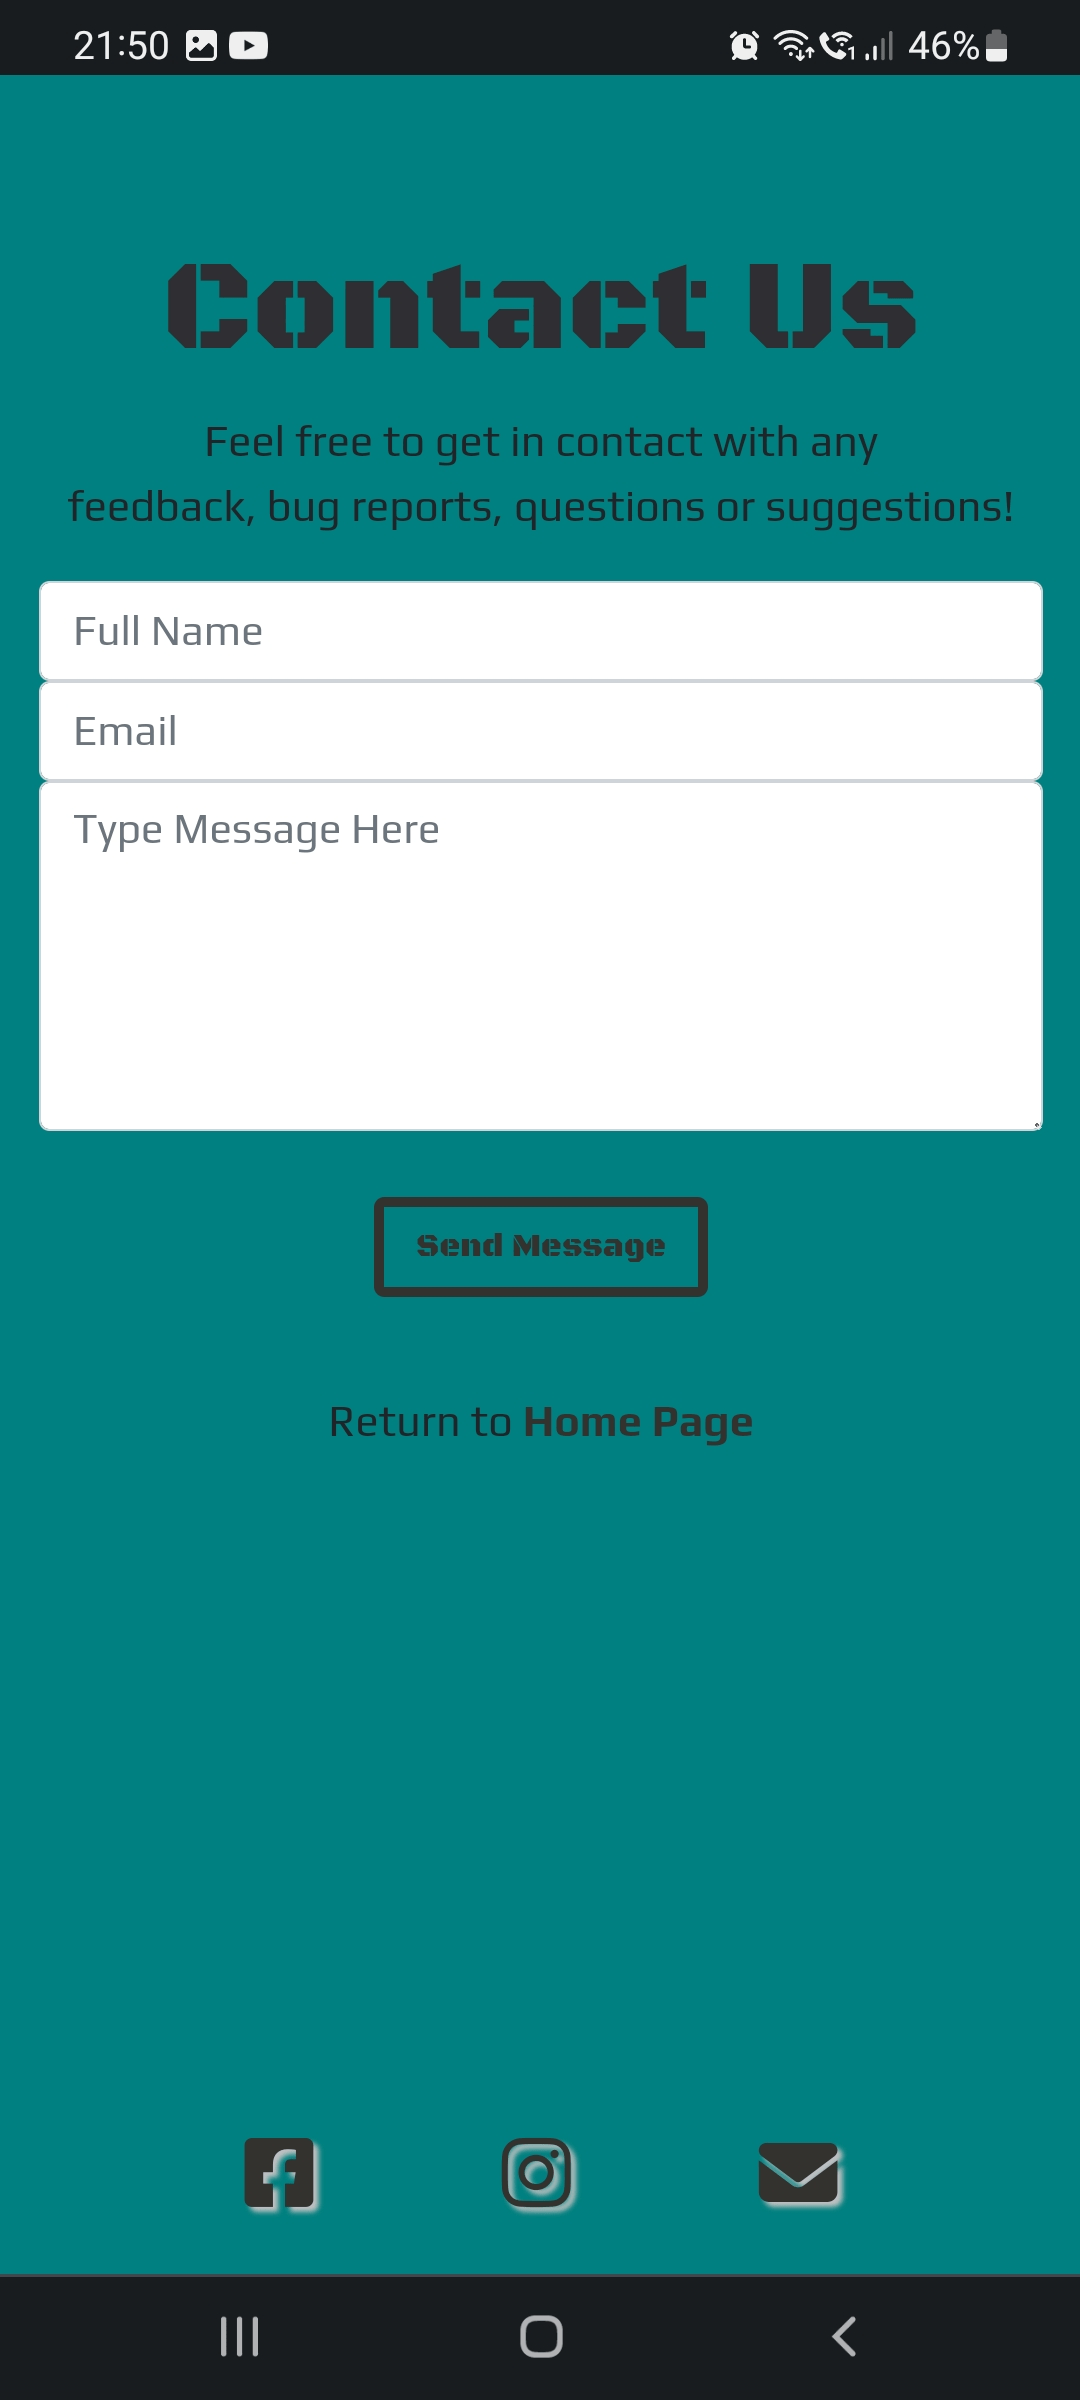 21:50
46%
Contact Us
Feel free to get in contact with any
feedback, bug reports, questions or suggestions!
Full Name
Email
Type Message Here
Send Message
Return to Home Page